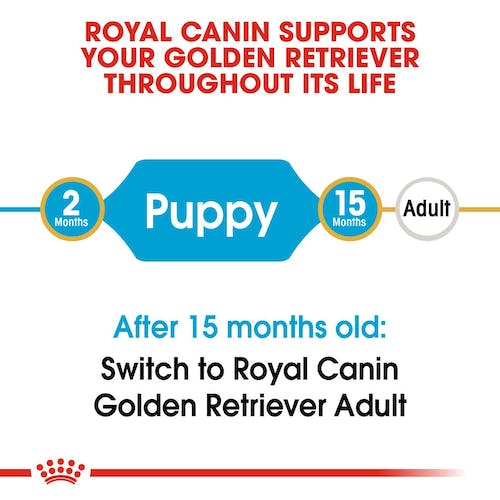 ROYAL CANIN SUPPORTS
YOUR GOLDEN RETRIEVER
THROUGHOUT ITS LIFE
2
Months
Puppy
15
Months
Adult
After 15 months old:
Switch to Royal Canin
Golden Retriever Adult